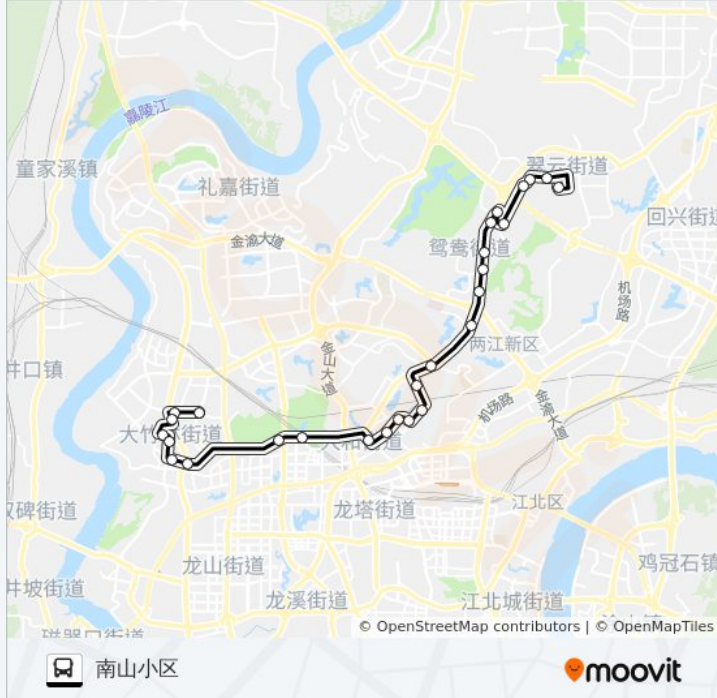 嘉陵江
童家溪镇
礼嘉街道
翠云街道
回兴街道
金渝大道
鸳鸯街道
机场路
两江新区
井口镇
金山大道
机场路
金渝大道
大竹林街道
人和街道
龙塔街道
江北区
双碑街道
鸡冠石镇
龙山街道
井坡街道
龙溪街道
江北城街道
磁器口街道
© OpenStreetMap contributors | © OpenMapTiles
南山小区
moovit